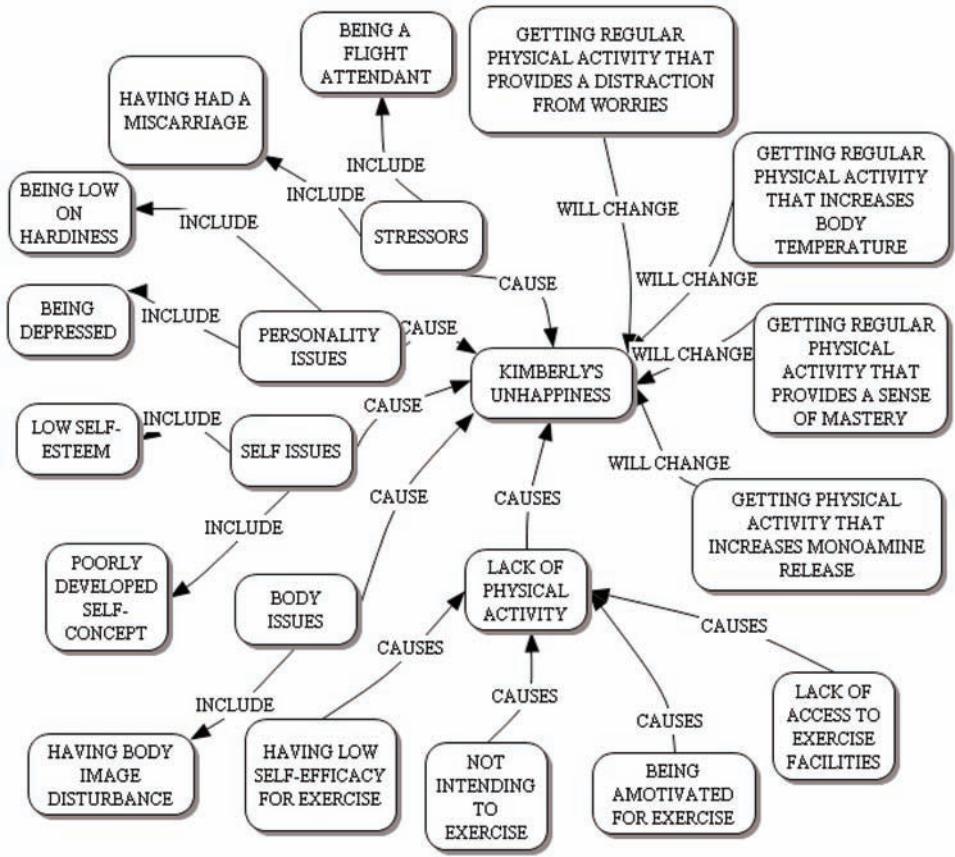 BEING A
FLIGHT
ATTENDANT
GETTING REGULAR
PHYSICAL ACTIVITY THAT
PROVIDES A DISTRACTION
FROM WORRIES
HAVING HAD A
MISCARRIAGE
INCLUDE
GETTING REGULAR
PHYSICAL ACTIVITY
THAT INCREASES
BODY
TEMPERATURE
BEING LOW
ON
HARDINESS
INCLUDE
INCLUDE
STRESSORS
WILL CHANGE
CAUSE
WILL CHANGE
BEING
DEPRESSED
INCLUDE
PERSONALITY
ISSUES
CAUSE
KIMBERLY'S
UNHAPPINESS
WILL CHANGE
GETTING REGULAR
PHYSICAL
ACTIVITY THAT
PROVIDES A SENSE
OF MASTERY
LOW SELF-
ESTEEM
INCLUDE
SELF ISSUES
CAUSE
WILL CHANGE
CAUSE
CAUSES
GETTING PHYSICAL
ACTIVITY THAT
INCREASES MONOAMINE
RELEASE
INCLUDE
POORLY
DEVELOPED
SELF-
CONCEPT
BODY
ISSUES
LACK OF
PHYSICAL
ACTIVITY
CAUSES
CAUSES
INCLUDE
CAUSES
CAUSES
LACK OF
ACCESS TO
EXERCISE
FACILITIES
HAVING BODY
IMAGE
DISTURBANCE
HAVING LOW
SELF-EFFICACY
FOR EXERCISE
NOT
INTENDING
TO
EXERCISE
BEING
AMOTIVATED
FOR EXERCISE